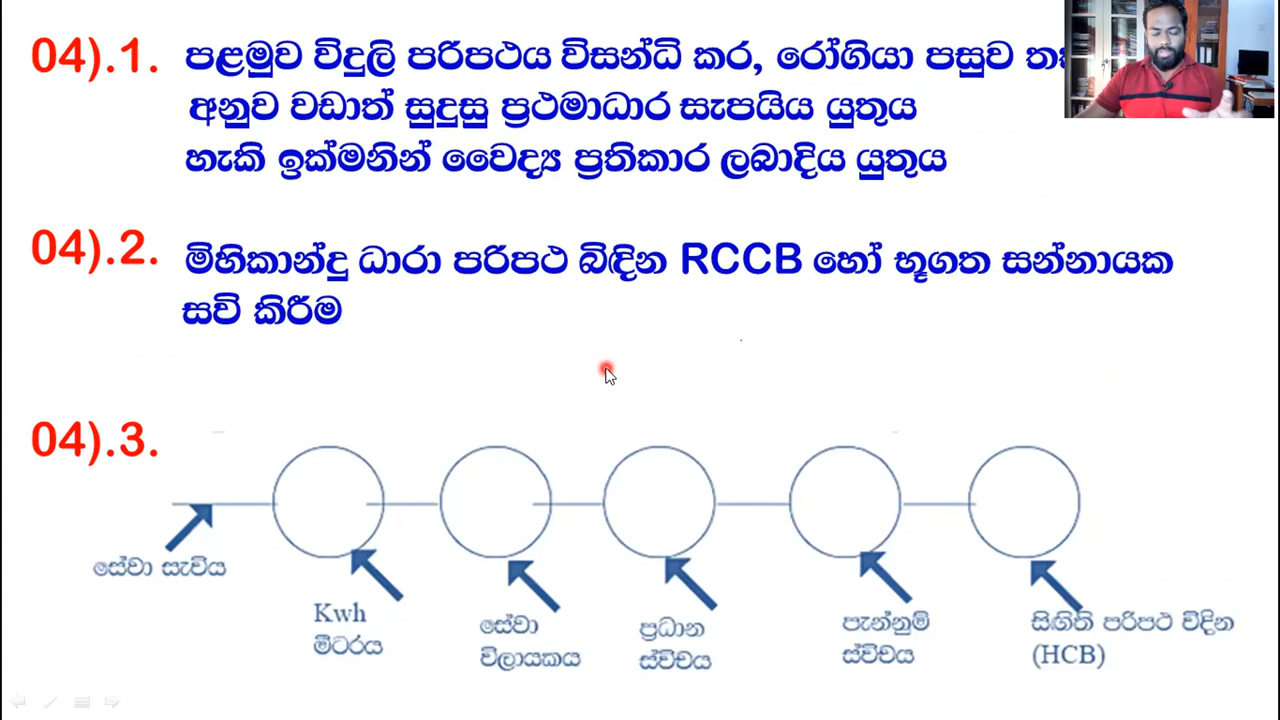 04).1. පළමුව විදුලි පරිපථය විසන්ධි කර, රෝගියා පසුව
අනුව වඩාත් සුදුසු ප්‍රථමාධාර සැපයිය යුතුය
හැකි ඉක්මනින් වෛද්‍ය ප්‍රතිකාර ලබාදිය යුතුය
04).2. මිහිකාන්දු ධාරා පරිපථ බිඳින RCCB හෝ භූගත සන්නායක
සවි කිරීම
04).3.
සේවා සැවිය
Kwh
මීටරය
සේවා
විලායකය
ප්‍රධාන
ස්විචය
පැන්නුම්
ස්විචය
සිඟිති පරිපථ විදින
(HCB)